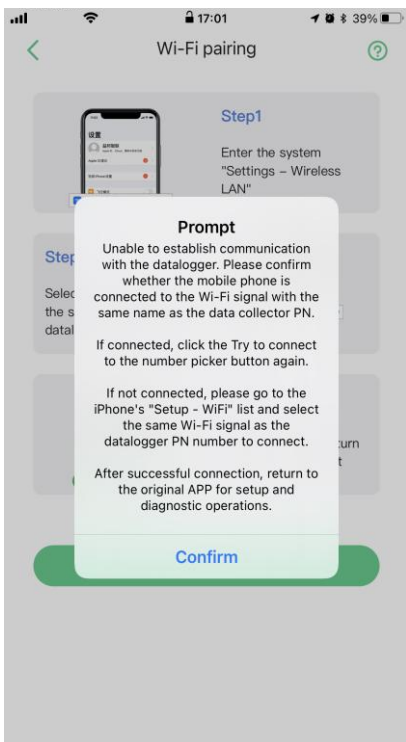 17:01
39%
Wi-Fi pairing
Step1
Enter the system
"Settings – Wireless
LAN"
设置
Prompt
Unable to establish communication
with the datalogger. Please confirm
whether the mobile phone is
connected to the Wi-Fi signal with the
same name as the data collector PN.
If connected, click the Try to connect
to the number picker button again.
If not connected, please go to the
iPhone's "Setup - WiFi" list and select
the same Wi-Fi signal as the
datalogger PN number to connect.
After successful connection, return to
the original APP for setup and
diagnostic operations.
Confirm
Step
Selec
the s
datal
turn
t